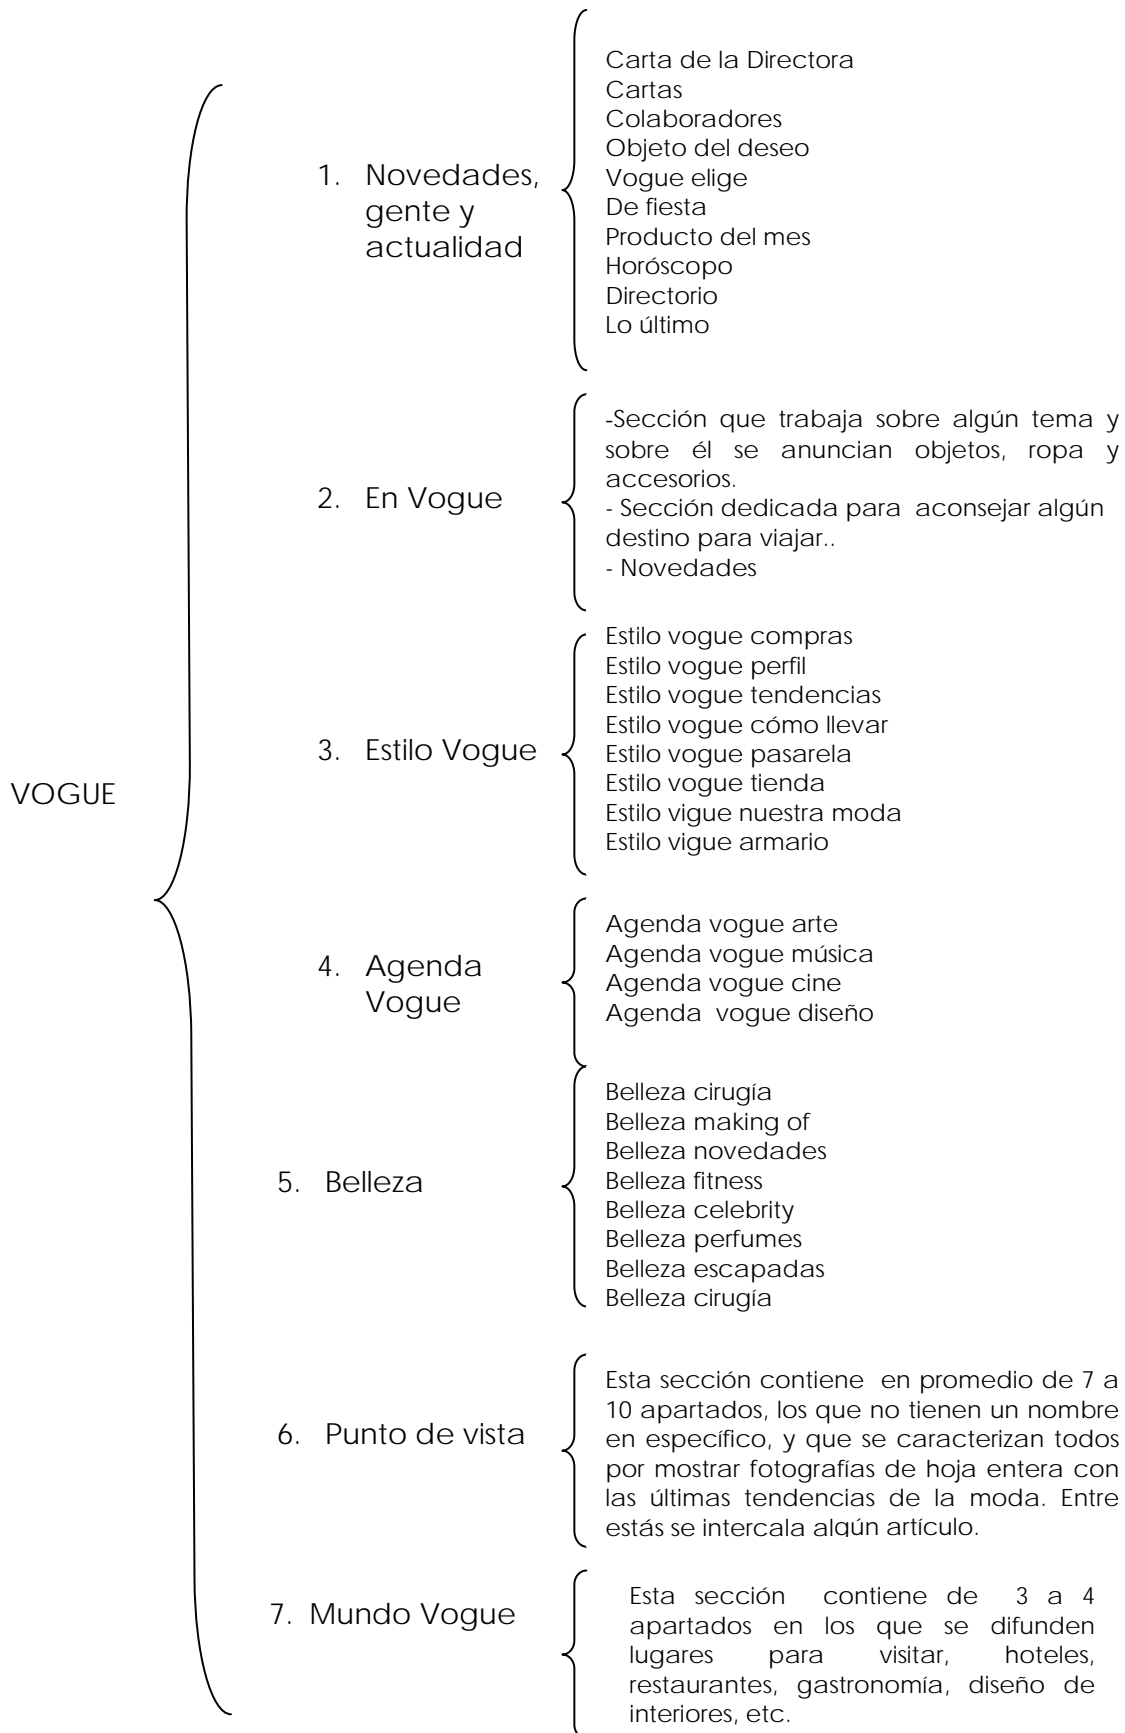 VOGUE
1. Novedades,
gente y
actualidad
Carta de la Directora
Cartas
Colaboradores
Objeto del deseo
Vogue elige
De fiesta
Producto del mes
Horóscopo
Directorio
Lo último
2. En Vogue
-Sección que trabaja sobre algún tema y
sobre él se anuncian objetos, ropa y
accesorios.
- Sección dedicada para aconsejar algún
destino para viajar..
- Novedades
3. Estilo Vogue
Estilo vogue compras
Estilo vogue perfil
Estilo vogue tendencias
Estilo vogue cómo llevar
Estilo vogue pasarela
Estilo vogue tienda
Estilo vigue nuestra moda
Estilo vigue armario
4. Agenda
Vogue
Agenda vogue arte
Agenda vogue música
Agenda vogue cine
Agenda vogue diseño
5. Belleza
Belleza cirugía
Belleza making of
Belleza novedades
Belleza fitness
Belleza celebrity
Belleza perfumes
Belleza escapadas
Belleza cirugía
6. Punto de vista
Esta sección contiene en promedio de 7 a
10 apartados, los que no tienen un nombre
en específico, y que se caracterizan todos
por mostrar fotografías de hoja entera con
las últimas tendencias de la moda. Entre
estás se intercala algún artículo.
7. Mundo Vogue
Esta sección contiene de 3 a 4
apartados en los que se difunden
lugares para visitar, hoteles,
restaurantes, gastronomía, diseño de
interiores, etc.